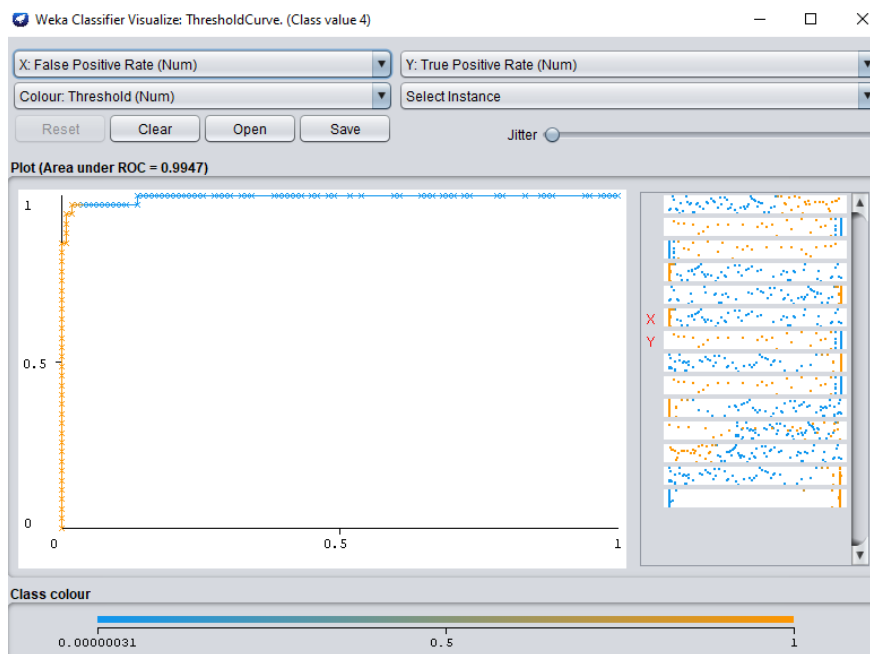 Weka Classifier Visualize: ThresholdCurve. (Class value 4)
X: False Positive Rate (Num)
Y: True Positive Rate (Num)
Colour: Threshold (Num)
Select Instance
Reset
Clear
Open
Save
Jitter
Plot (Area under ROC = 0.9947)
1
0.5
0
0
0.5
1
X
Y
Class colour
0.00000031
0.5
1